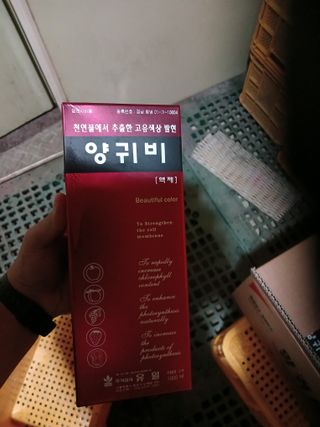 천연물에서 추출한 고유색상 발현
양귀비
[액제]
Beautiful color
To Strengthen
the cell
membrane
To rapidly
increase
chlorophyll
content
To enhance
the
photosynthesis
naturally
To increase
the
products of
photosynthesis
유일